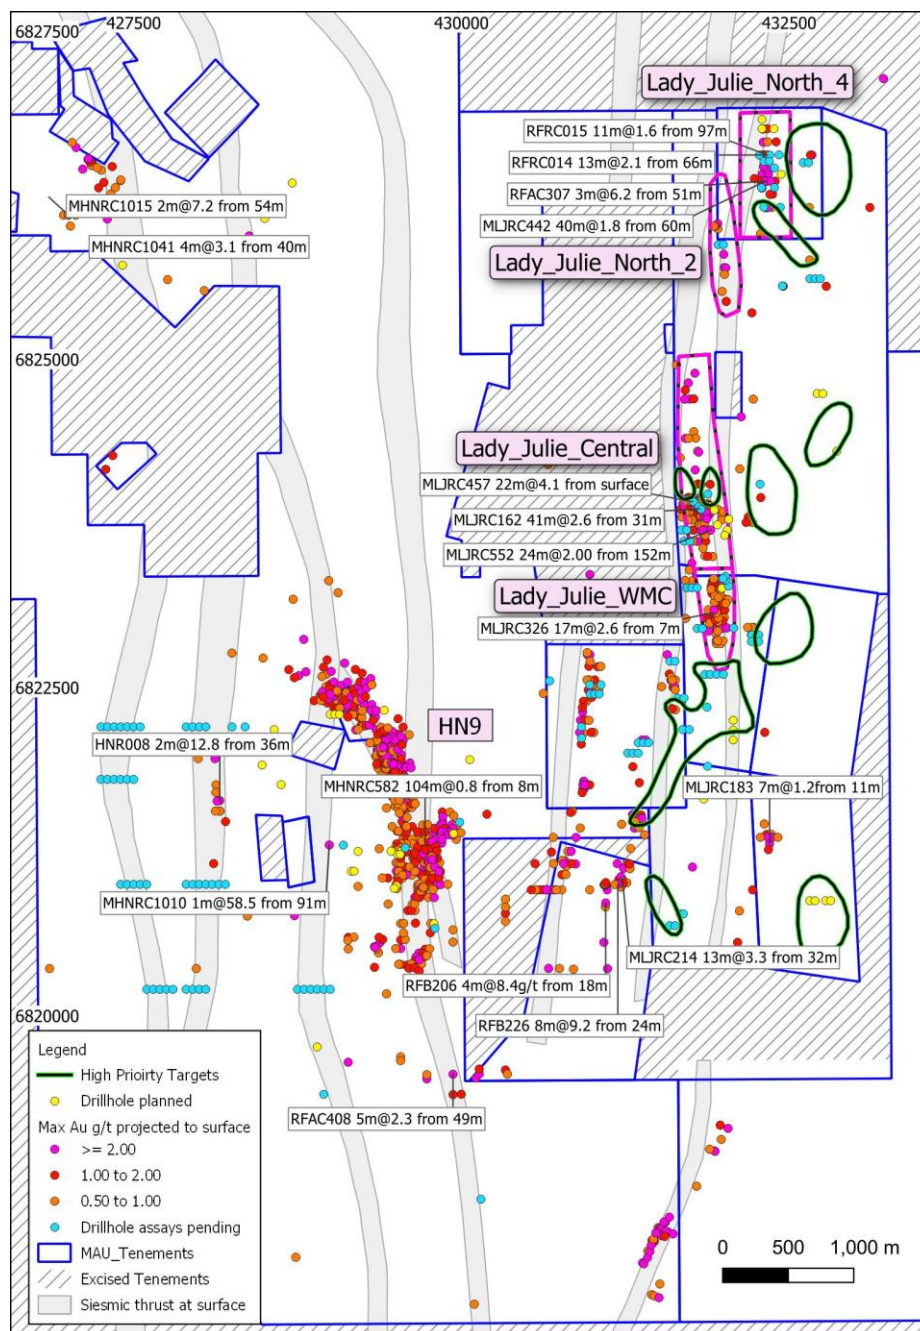 427500
430000
432500
6827500
Lady_Julie_North_4
RFRC015 11m@1.6 from 97m
RFRC014 13m@2.1 from 66m
RFAC307 3m@6.2 from 51m
MLJRC442 40m@1.8 from 60m
MHNRC1015 2m@7.2 from 54m
MHNRC1041 4m@3.1 from 40m
Lady_Julie_North_2
6825000
Lady_Julie_Central
MLJRC457 22m@4.1 from surface
MLJRC162 41m@2.6 from 31m
MLJRC552 24m@2.00 from 152m
Lady_Julie_WMC
MLJRC326 17m@2.6 from 7m
6822500
HN9
HNR008 2m@12.8 from 36m
MHNRC582 104m@0.8 from 8m
MLJRC183 7m@1.2from 11m
MHNRC1010 1m@58.5 from 91m
MLJRC214 13m@3.3 from 32m
RFB206 4m@8.4g/t from 18m
6820000
RFB226 8m@9.2 from 24m
RFAC408 5m@2.3 from 49m
Legend
High Prioirty Targets
Drillhole planned
Max Au g/t projected to surface
>= 2.00
1.00 to 2.00
0.50 to 1.00
Drillhole assays pending
MAU_Tenements
Excised Tenements
Siesmic thrust at surface
0 500 1,000 m